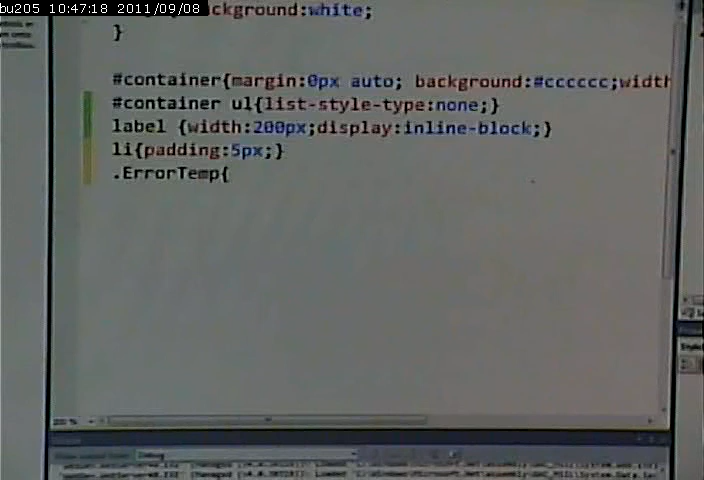 bu205 10:47:18 2011/09/08
ckground:white;
}
#container{margin:0px auto; background:#cccccc;width
#container ul{list-style-type:none;}
label {width:200px;display:inline-block;}
li{padding:5px;}
.ErrorTemp{
Debug